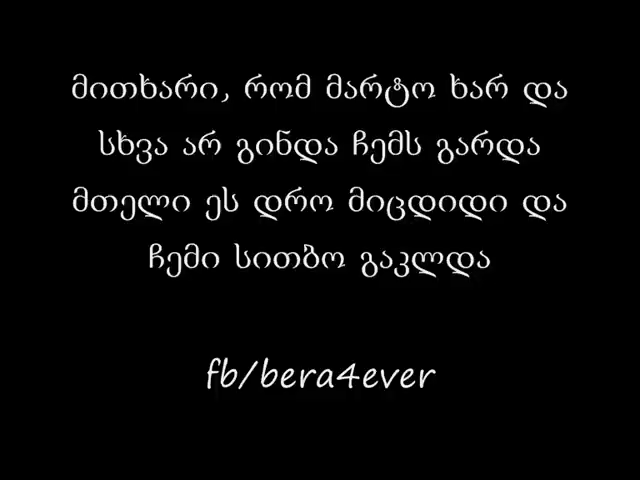 მითხარი, რომ მარტო ხარ და
სხვა არ გინდა ჩემს გარდა
მთელი ეს დრო მიცდიდი და
ჩემი სითბო გაკლდა
fb/bera4ever